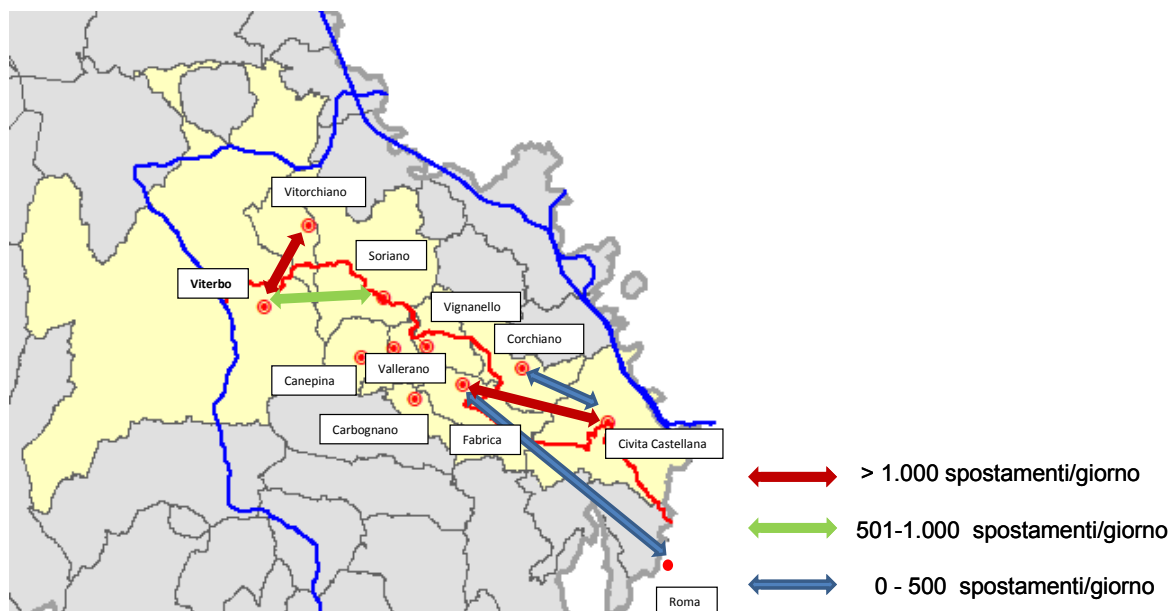 Vitorchiano
Soriano
Viterbo
Vignanello
Corchiano
Vallerano
Canepina
Carbognano
Fabrica
Civita Castellana
> 1.000 spostamenti/giorno
501-1.000 spostamenti/giorno
0 - 500 spostamenti/giorno
Roma